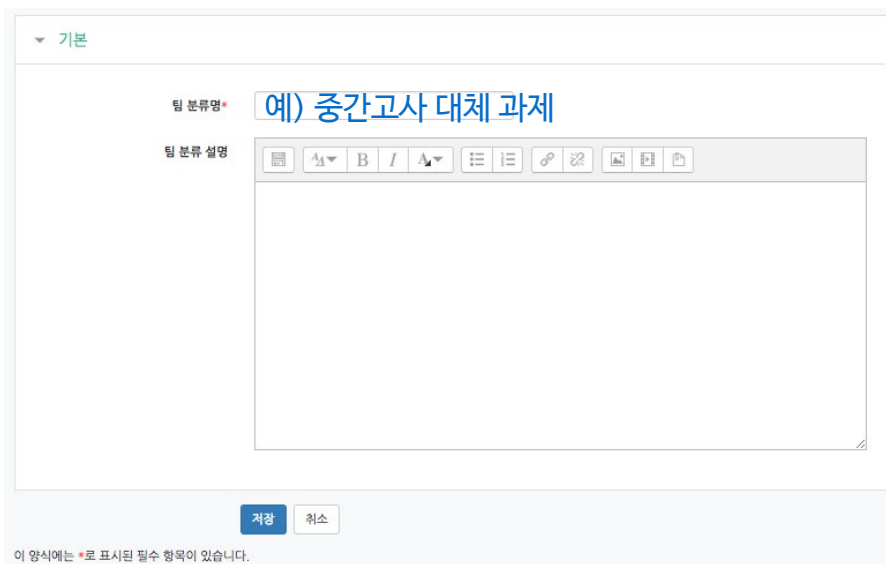 기본
팀 분류명*
예) 중간고사 대체 과제
팀 분류 설명
B I A
저장 취소
이 양식에는 *로 표시된 필수 항목이 있습니다.